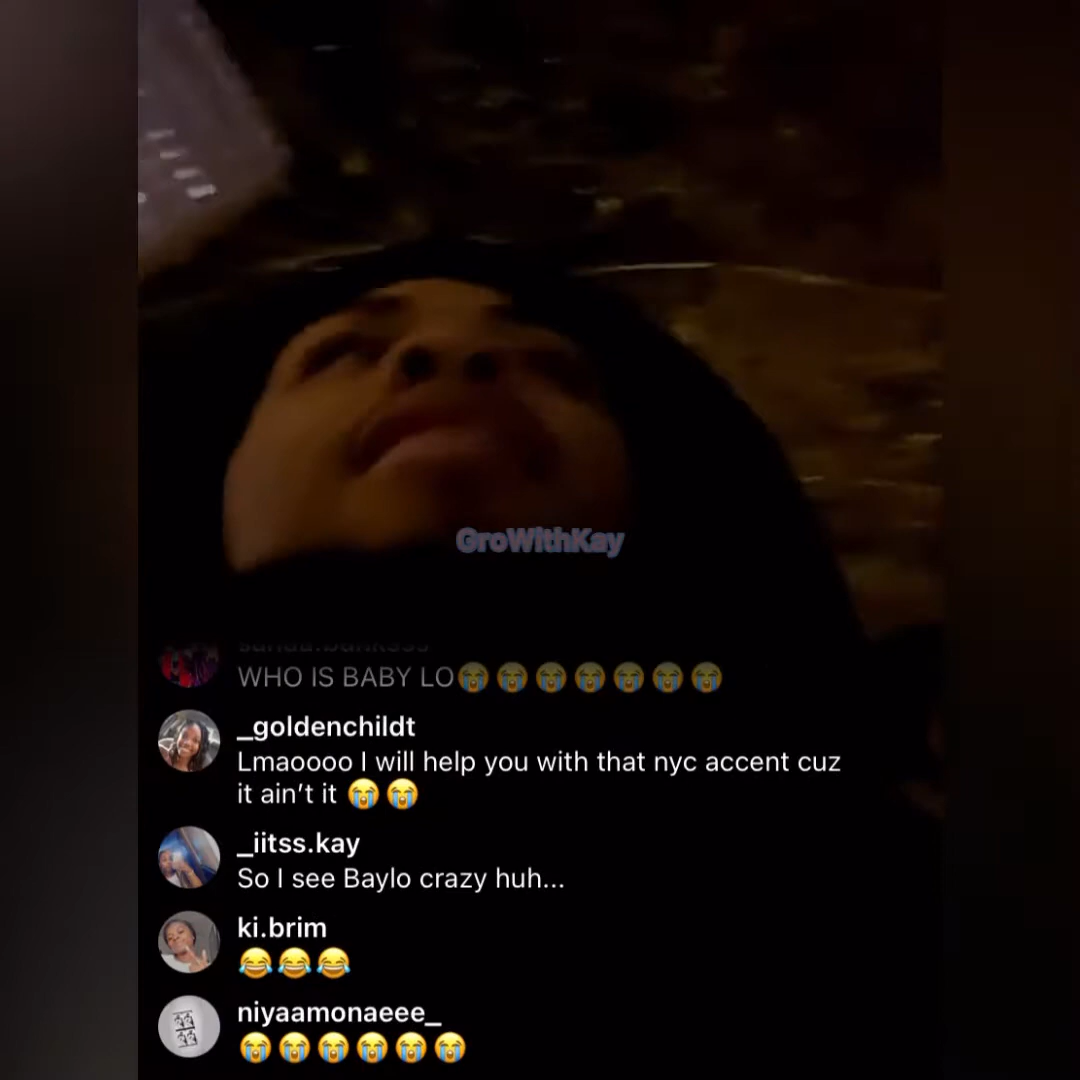 GroWithKay
WHO IS BABY LO😭😭😭😭😭😭😭
_goldenchildt
Lmaoooo I will help you with that nyc accent cuz
it ain’t it 😭😭
_iitss.kay
So I see Baylo crazy huh...
ki.brim
😂😂😂
niyaamonaeee_
😭😭😭😭😭😭